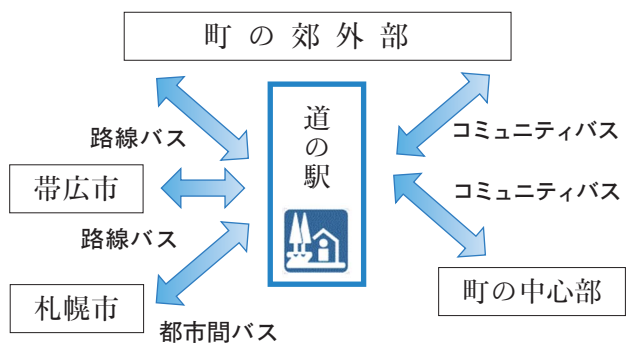 町の郊外部
道の駅
路線バス
コミュニティバス
帯広市
コミュニティバス
路線バス
札幌市
町の中心部
都市間バス